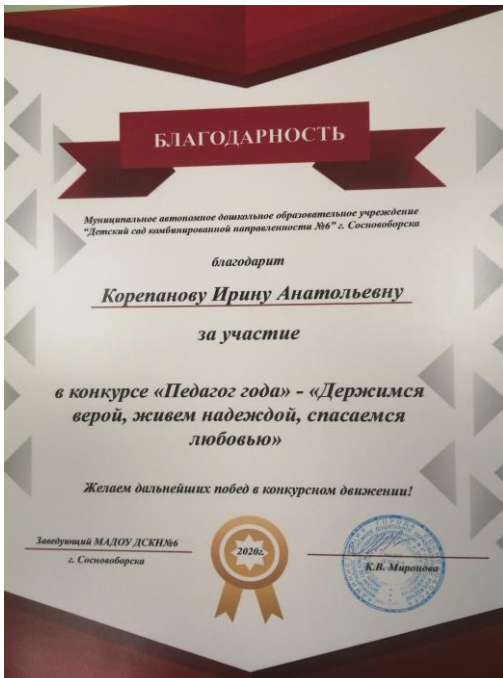 БЛАГОДАРНОСТЬ
Муниципальное автономное дошкольное образовательное учреждение
"Детский сад комбинированной направленности №6" г. Сосновоборска
благодарит
Корепанову Ирину Анатольевну
за участие
в конкурсе «Педагог года» - «Держимся
верой, живем надеждой, спасаемся
любовью»
Желаем дальнейших побед в конкурсном движении!
Заведующий МАДОУ ДСКН№6
г. Сосновоборска
2020г.
К.В. Миронова